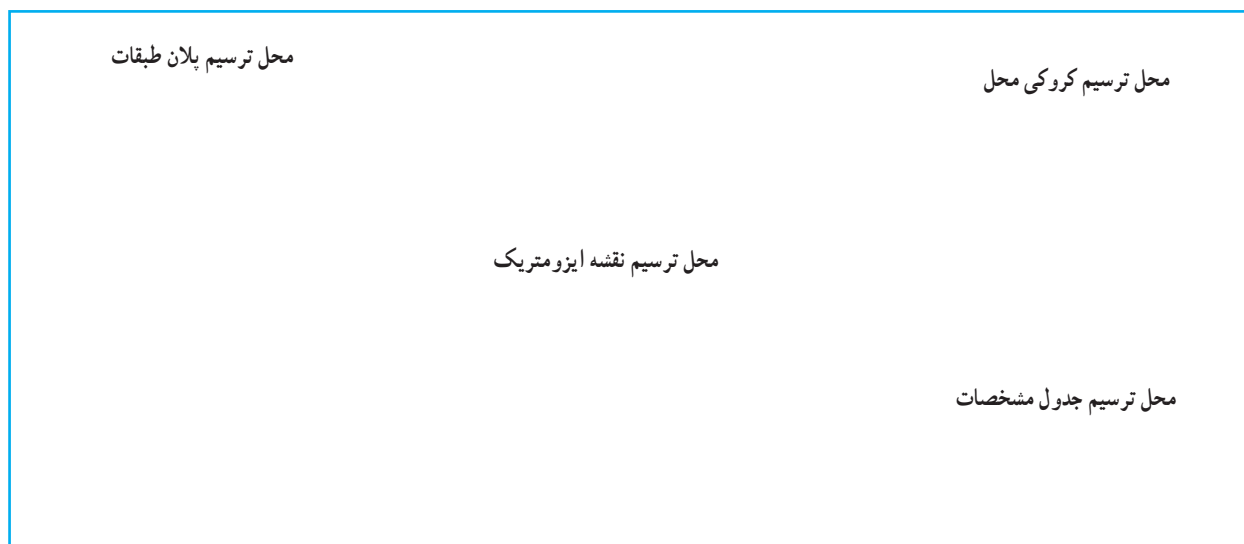 محل ترسیم پلان طبقات
محل ترسیم کروکی محل
محل ترسیم نقشه ایزومتریک
محل ترسیم جدول مشخصات